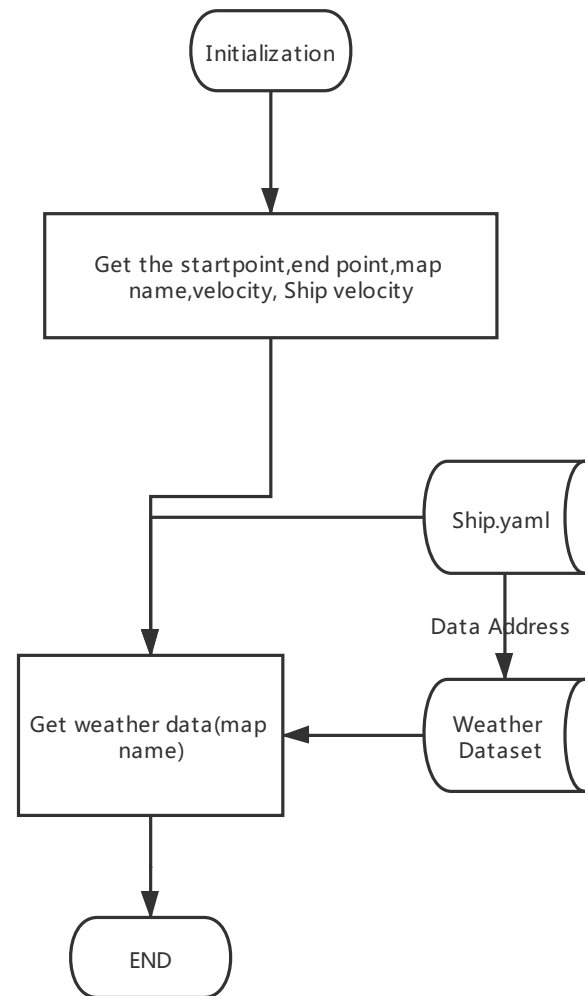 Initialization
Get the startpoint,end point,map
name,velocity, Ship velocity
Ship.yaml
Data Address
Get weather data(map
name)
Weather
Dataset
END